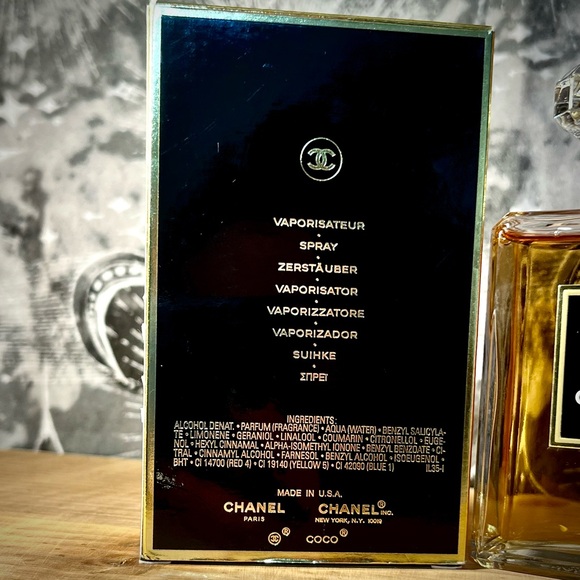 VAPORISATEUR
SPRAY
ZERSTÄUBER
VAPORISATOR
VAPORIZZATORE
VAPORIZADOR
SUIHKE
ΣΠΡΕΪ
INGREDIENTS:
ALCOHOL DENAT. • PARFUM (FRAGRANCE) • AQUA (WATER) • BENZYL SALICYLA-
TE • LIMONENE • GERANIOL • LINALOOL • COUMARIN • CITRONELLOL • EUGE-
NOL • HEXYL CINNAMAL • ALPHA-ISOMETHYL IONONE • BENZYL BENZOATE • CI-
TRAL • CINNAMYL ALCOHOL • FARNESOL • BENZYL ALCOHOL • ISOEUGENOL •
BHT • CI 14700 (RED 4) • CI 19140 (YELLOW 5) • CI 42090 (BLUE 1) IL35-I
MADE IN U.S.A.
CHANEL CHANEL® INC.
PARIS NEW YORK, N.Y. 10019
® COCO®